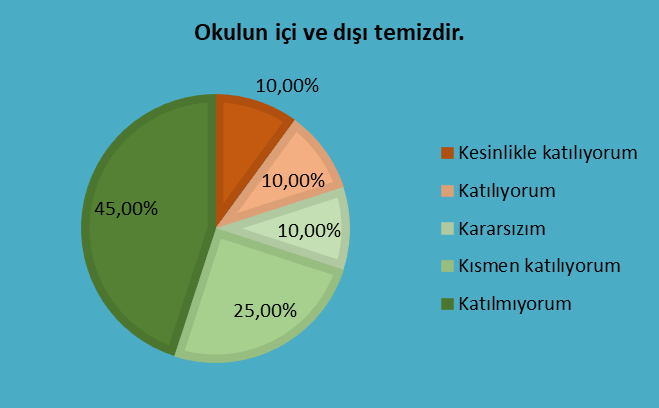 Okulun içi ve dışı temizdir.
10,00%
10,00%
10,00%
25,00%
45,00%
Kesinlikle katılıyorum
Katılıyorum
Kararsızım
Kısmen katılıyorum
Katılmıyorum